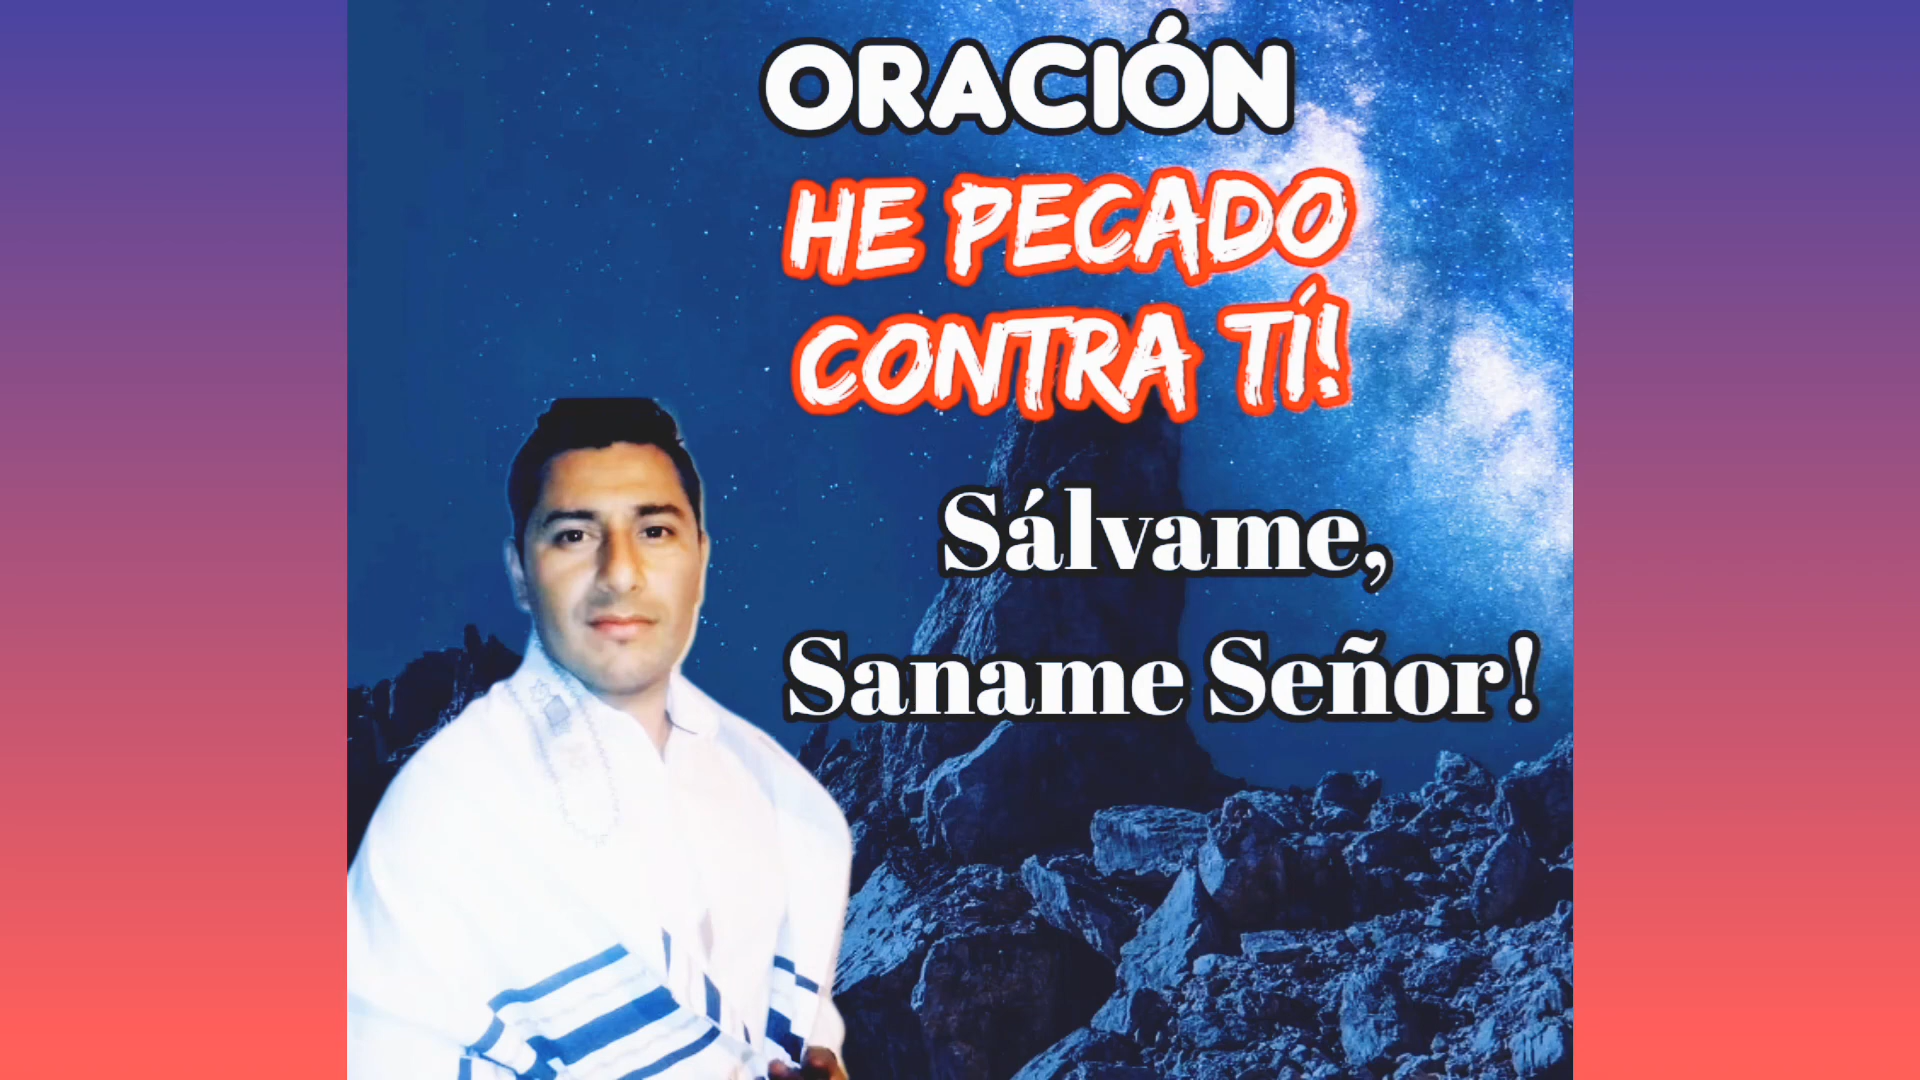 ORACIÓN
HE PECADO
CONTRA TÍ!
Sálvame,
Saname Señor!